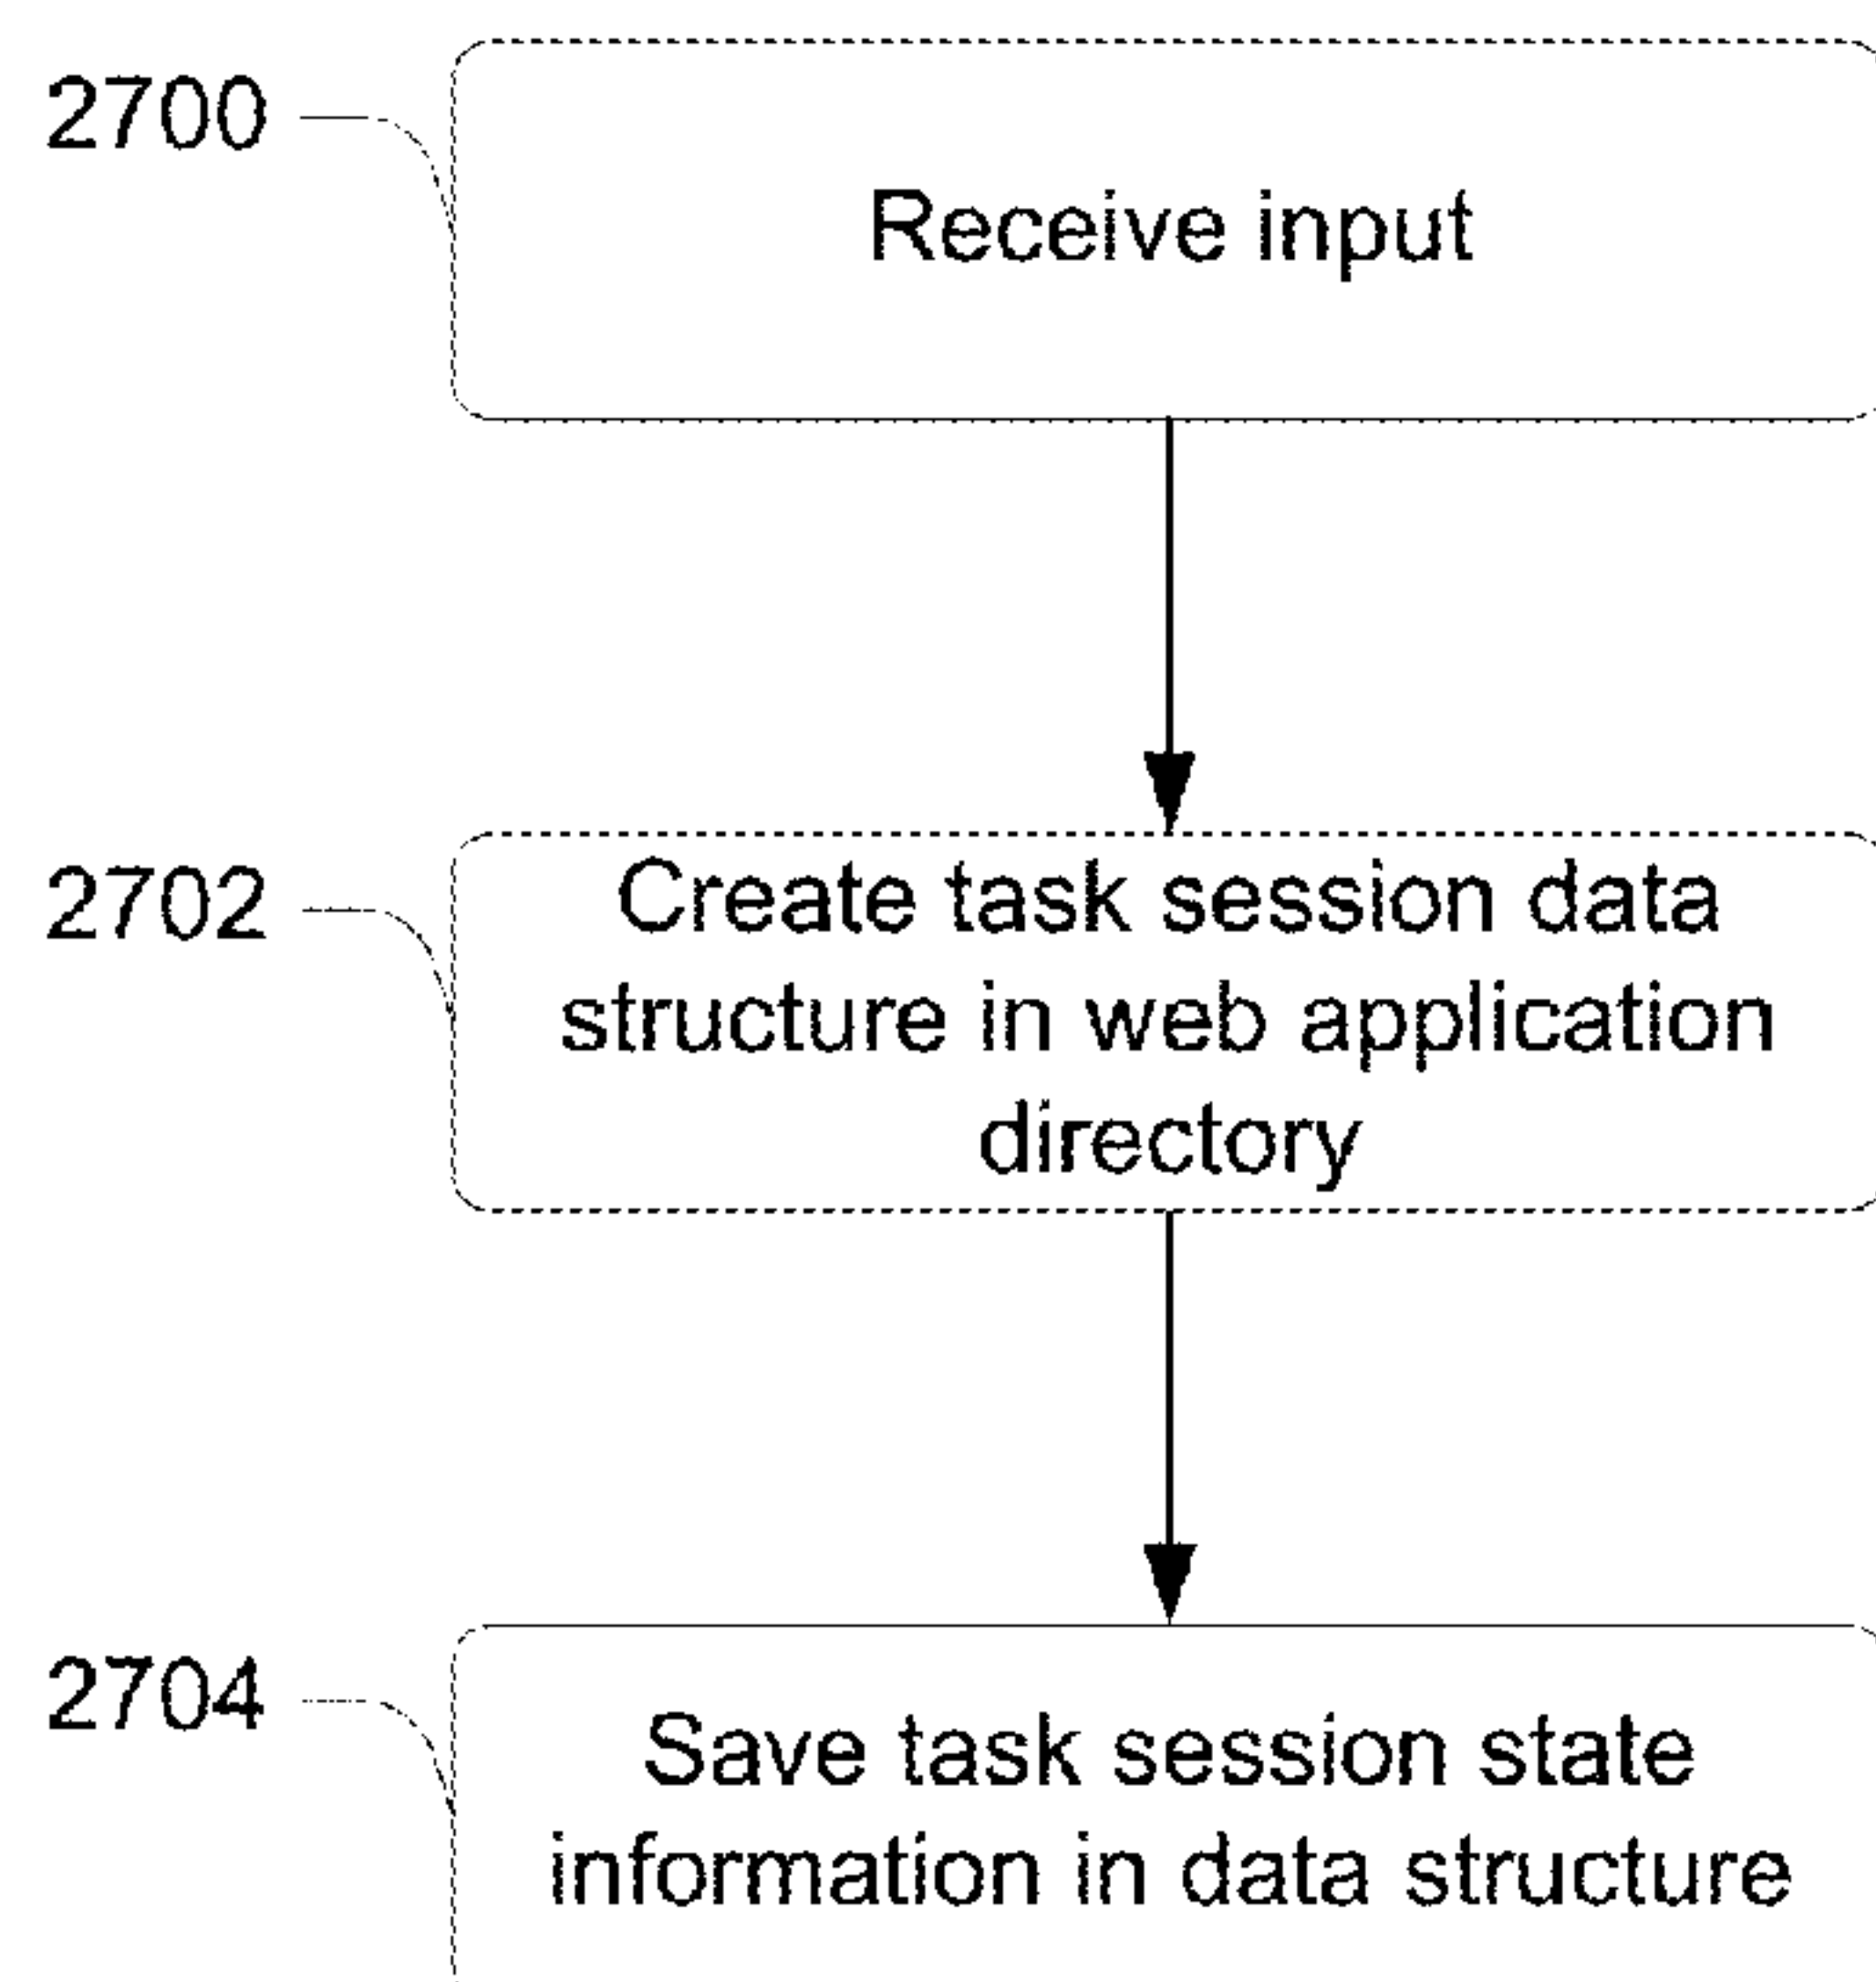 2700
Receive input
2702
Create task session data
structure in web application
directory
2704
Save task session state
information in data structure